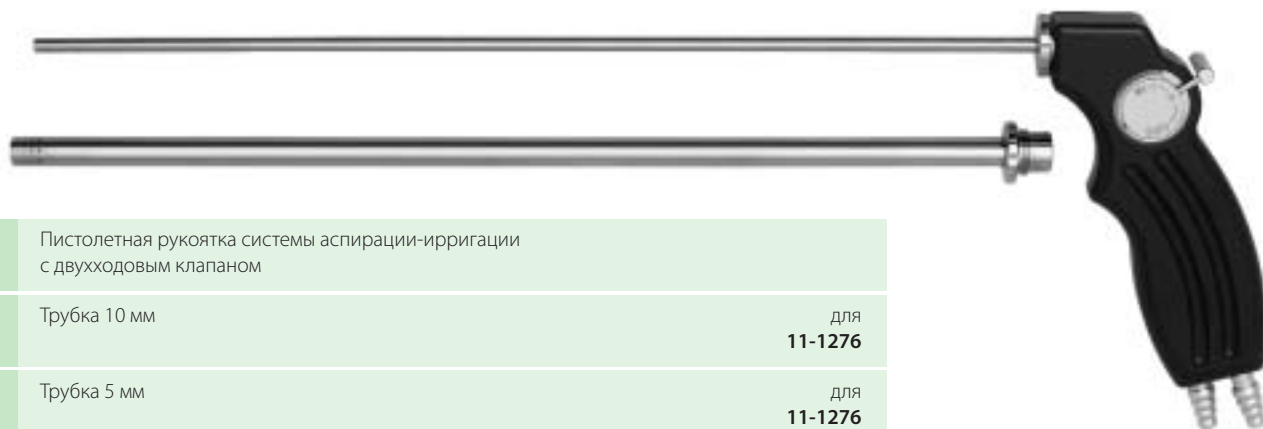 Пистолетная рукоятка системы аспирации-ирригации
с двухходовым клапаном
Трубка 10 мм
для
11-1276
Трубка 5 мм
для
11-1276